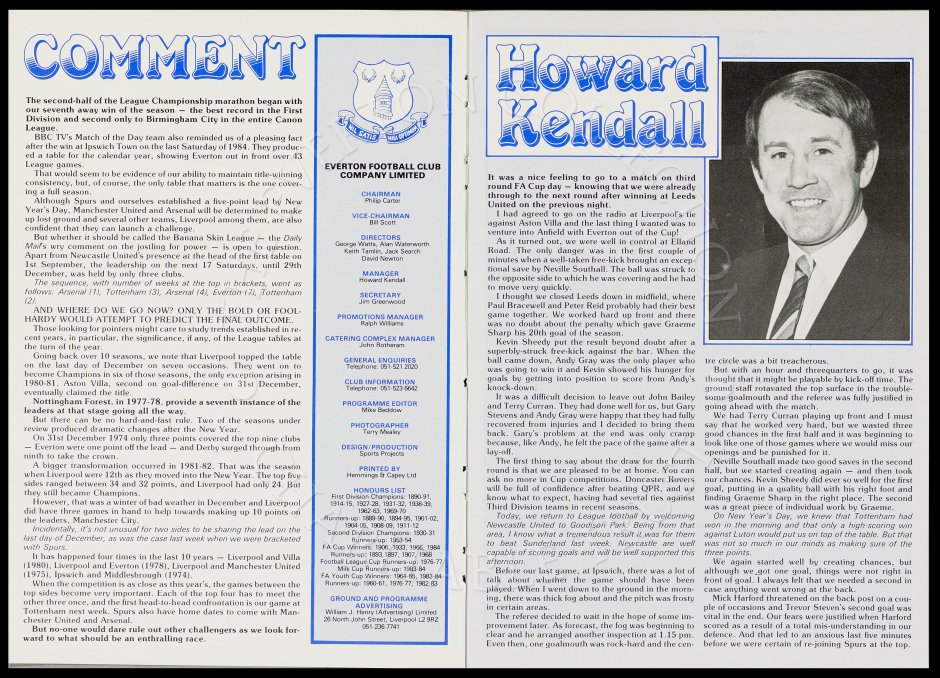 COMMENT
The second-half of the League Championship marathon began with
our seventh away win of the season — the best record in the First
Division and second only to Birmingham City in the entire Canon
League.
BBC TV's Match of the Day team also reminded us of a pleasing fact
after the win at Ipswich Town on the last Saturday of 1984. They produc-
ed a table for the calendar year, showing Everton out in front over 43
League games.
That would seem to be evidence of our ability to maintain title-winning
consistency, but, of course, the only table that matters is the one cover-
ing a full season.
Although Spurs and ourselves established a five-point lead by New
Year's Day, Manchester United and Arsenal will be determined to make
up lost ground and several other teams, Liverpool among them, are also
confident that they can launch a challenge.
But whether it should be called the Banana Skin League — the Daily
Mail's wry comment on the jostling for power — is open to question.
Apart from Newcastle United's presence at the head of the first table on
1st September, the leadership on the next 17 Saturdays, until 29th
December, was held by only three clubs.
The sequence, with number of weeks at the top in brackets, went as
follows: Arsenal (1), Tottenham (3), Arsenal (4), Everton (7), Tottenham
(2).
AND WHERE DO WE GO NOW? ONLY THE BOLD OR FOOL-
HARDY WOULD ATTEMPT TO PREDICT THE FINAL OUTCOME.
Those looking for pointers might care to study trends established in re-
cent years, in particular, the significance, if any, of the League tables at
the turn of the year.
Going back over 10 seasons, we note that Liverpool topped the table
on the last day of December on seven occasions. They went on to
become Champions in six of those seasons, the only exception arising in
1980-81. Aston Villa, second on goal-difference on 31st December,
eventually claimed the title.
Nottingham Forest, in 1977-78, provide a seventh instance of the
leaders at that stage going all the way.
But there can be no hard-and-fast rule. Two of the seasons under
review produced dramatic changes after the New Year.
On 31st December 1974 only three points covered the top nine clubs
— Everton were one point off the lead — and Derby surged through from
ninth to crown.
A bigger transformation occurred in 1981-82. That was the season
when Liverpool were 12th as they moved into the New Year. The top five
sides ranged between 34 and 32 points, and Liverpool had only 24. But
they still became Champions.
However, that was a winter of bad weather in December and Liverpool
did have three games in hand to help towards making up 10 points on
the leaders, Manchester City.
Incidentally, it's not unusual for two sides to be sharing the lead on the
last day of December, as was the case last week when we were bracketed
with Spurs.
It has happened four times in the last 10 years — Liverpool and Villa
(1980), Liverpool and Everton (1978), Liverpool and Manchester United
(1975), Ipswich and Middlesbrough (1974).
When the competition is as close as this year's, the games between the
top sides become very important. Each of the top four has to meet the
other three once, and the first head-to-head confrontation is our game at
Tottenham next week. Spurs also have home dates to come with Man-
chester United and Arsenal.
But no-one would dare rule out other challengers as we look for-
ward to what should be an enthralling race.
NIL SATIS NISI OPTIMUM
EVERTON FOOTBALL CLUB
COMPANY LIMITED
CHAIRMAN
Philip Carter
VICE-CHAIRMAN
Bill Scott
DIRECTORS
George Watts, Alan Waterworth
Keith Tamlin, Jack Search
David Newton
MANAGER
Howard Kendall
SECRETARY
Jim Greenwood
PROMOTIONS MANAGER
Ralph Williams
CATERING COMPLEX MANAGER
John Rotheram
GENERAL ENQUIRIES
Telephone: 051-521 2020
CLUB INFORMATION
Telephone: 051-523 6642
PROGRAMME EDITOR
Mike Beddow
PHOTOGRAPHER
Terry Mealey
DESIGN/PRODUCTION
Sports Projects
PRINTED BY
Hemmings & Capey Ltd
HONOURS LIST
First Division Champions: 1890-91,
1914-15, 1927-28, 1931-32, 1938-39,
1962-63, 1969-70
Runners-up: 1889-90, 1894-95, 1901-02,
1904-05, 1908-09, 1911-12
Second Division Champions: 1930-31
Runners-up: 1953-54
FA Cup Winners: 1906, 1933, 1966, 1984
Runners-up: 1893, 1897, 1907, 1968
Football League Cup Runners-up: 1976-77
Milk Cup Runners-up: 1983-84
FA Youth Cup Winners: 1964-65, 1983-84
Runners-up: 1960-61, 1976-77, 1982-83
GROUND AND PROGRAMME
ADVERTISING
William J. Henry (Advertising) Limited
26 North John Street, Liverpool L2 9RZ
051-236 7741
Howard
Kendall
It was a nice feeling to go to a match on third
round FA Cup day — knowing that we were already
through to the next round after winning at Leeds
United on the previous night.
I had agreed to go on the radio at Liverpool's tie
against Aston Villa and the last thing I wanted was to
venture into Anfield with Everton out of the Cup!
As it turned out, we were well in control at Elland
Road. The only danger was in the first couple of
minutes when a well-taken free-kick brought an excep-
tional save by Neville Southall. The ball was struck to
the opposite side to which he was covering and he had
to move very quickly.
I thought we closed Leeds down in midfield, where
Paul Bracewell and Peter Reid probably had their best
game together. We worked hard up front and there
was no doubt about the penalty which gave Graeme
Sharp his 20th goal of the season.
Kevin Sheedy put the result beyond doubt after a
superbly-struck free-kick against the bar. When the
ball came down, Andy Gray was the only player who
was going to win it and Kevin showed his hunger for
goals by getting into position to score from Andy's
knock-down.
It was a difficult decision to leave out John Bailey
and Terry Curran. They had done well for us, but Gary
Stevens and Andy Gray were happy that they had fully
recovered from injuries and I decided to bring them
back. Gary's problem at the end was only cramp
because, like Andy, he felt the pace of the game after a
lay-off.
The first thing to say about the draw for the fourth
round is that we are pleased to be at home. You can't
ask no more in Cup competitions. Doncaster Rovers
will be full of confidence after beating QPR, and we
know what to expect, having had several ties against
Third Division teams in recent seasons.
Today, we return to League football by welcoming
Newcastle United to Goodison Park. Being from that
area, I know what a tremendous result it was for them
to beat Sunderland last week. Newcastle are well
capable of scoring goals and will be well supported this
afternoon.
Before our last game, at Ipswich, there was a lot of
talk about whether the game should have been
played. When I went down to the ground in the morn-
ing, there was thick fog about and the pitch was frosty
in certain areas.
The referee decided to wait in the hope of some im-
provement later. As forecast, the fog was beginning to
clear and he arranged another inspection at 1.15 pm.
Even then, one goalmouth was rock-hard and the cen-
tre circle was a bit treacherous.
But with an hour and threequarters to go, it was
thought that it might be playable by kick-off time. The
ground staff rotavated the top surface in the trouble-
some goalmouth and the referee was fully justified in
going ahead with the match.
We had Terry Curran playing up front and I must
say that he worked very hard, but we wasted three
good chances in the first half and it was beginning to
look like one of those games where we would miss our
openings and be punished for it.
Neville Southall made two good saves in the second
half, but we started creating again — and then took
our chances. Kevin Sheedy did ever so well for the first
goal, putting in a quality ball with his right foot and
finding Graeme Sharp in the right place. The second
was a great piece of individual work by Graeme.
On New Year's Day, we knew that Tottenham had
won in the morning and that only a high-scoring win
against Luton would put us on top of the table. But that
was not so much in our minds as making sure of the
three points.
We again started well by creating chances, but
although we got one goal, things were not right in
front of goal. I always felt that we needed a second in
case anything went wrong at the back.
Mick Harford threatened on the back post on a cou-
ple of occasions and Trevor Steven's second goal was
vital in the end. Our fears were justified when Harford
scored as a result of a total mis-understanding in our
defence. And that led to an anxious last five minutes
before we were certain of re-joining Spurs at the top.